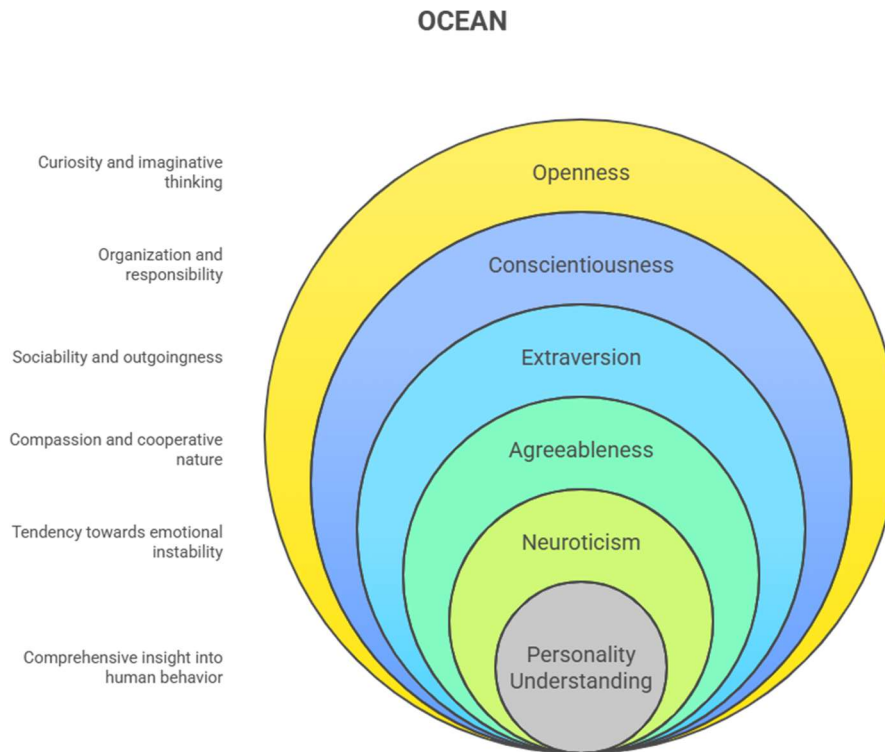 OCEAN
Curiosity and imaginative
thinking
Openness
Organization and
responsibility
Conscientiousness
Sociability and outgoingness
Extraversion
Compassion and cooperative
nature
Agreeableness
Tendency towards emotional
instability
Neuroticism
Comprehensive insight into
human behavior
Personality
Understanding